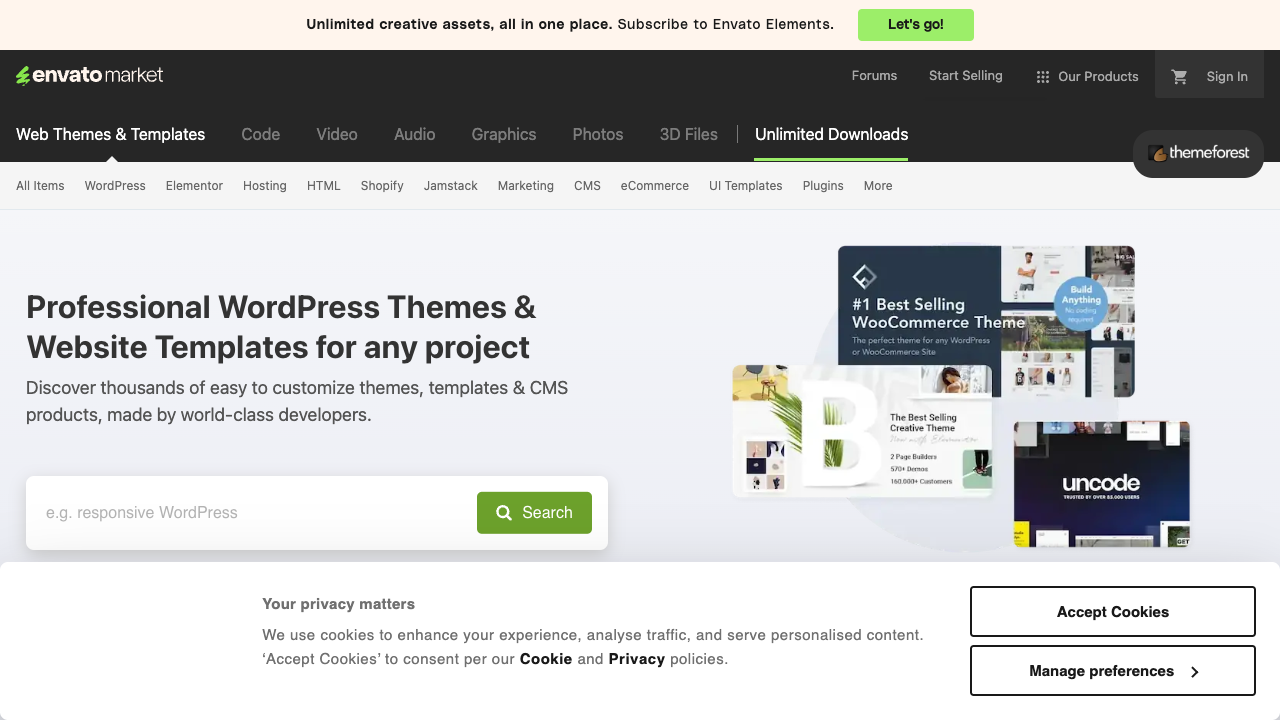 Unlimited creative assets, all in one place. Subscribe to Envato Elements.
Let's go!
envato market
Forums
Start Selling
Our Products
Sign In
Web Themes & Templates
Code
Video
Audio
Graphics
Photos
3D Files
Unlimited Downloads
themeforest
All Items
WordPress
Elementor
Hosting
HTML
Shopify
Jamstack
Marketing
CMS
eCommerce
UI Templates
Plugins
More
Professional WordPress Themes &
Website Templates for any project
Discover thousands of easy to customize themes, templates & CMS
products, made by world-class developers.
e.g. responsive WordPress
Search
#1 Best Selling
WooCommerce Theme
The perfect theme for any WordPress
or WooCommerce Site
Build
Anything
No coding
required
B
The Best Selling
Creative Theme
Now with Elementor
2 Page Builders
570+ Demos
160.000+ Customers
uncode
TRUSTED BY OVER 83.000 USERS
GET
Your privacy matters
We use cookies to enhance your experience, analyse traffic, and serve personalised content.
‘Accept Cookies’ to consent per our Cookie and Privacy policies.
Accept Cookies
Manage preferences